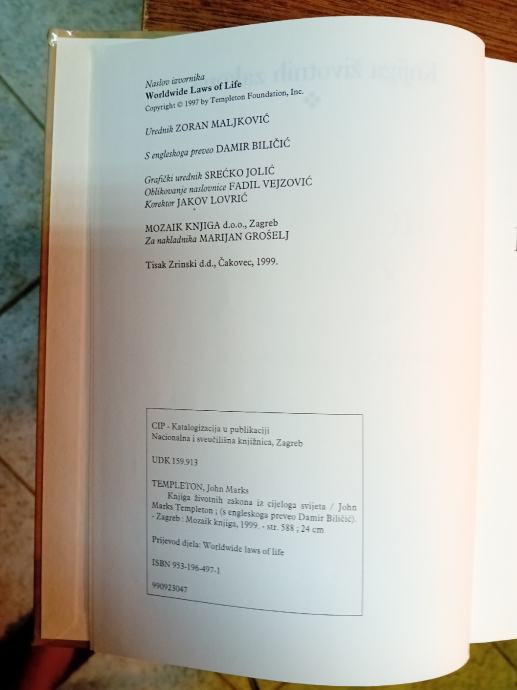 Naslov izvornika
Worldwide Laws of Life
Copyright © 1997 by Templeton Foundation, Inc.
Urednik ZORAN MALJKOVIĆ
S engleskoga preveo DAMIR BILIČIĆ
Grafički urednik SREĆKO JOLIĆ
Oblikovanje naslovnice FADIL VEJZOVIĆ
Korektor JAKOV LOVRIĆ
MOZAIK KNJIGA d.o.o., Zagreb
Za nakladnika MARIJAN GROŠELJ
Tisak Zrinski d.d., Čakovec, 1999.
CIP - Katalogizacija u publikaciji
Nacionalna i sveučilišna knjižnica, Zagreb
UDK 159.913
TEMPLETON, John Marks
Knjiga životnih zakona iz cijeloga svijeta / John
Marks Templeton ; (s engleskoga preveo Damir Biličić).
- Zagreb : Mozaik knjiga, 1999. - str. 588 ; 24 cm
Prijevod djela: Worldwide laws of life
ISBN 953-196-497-1
990923047